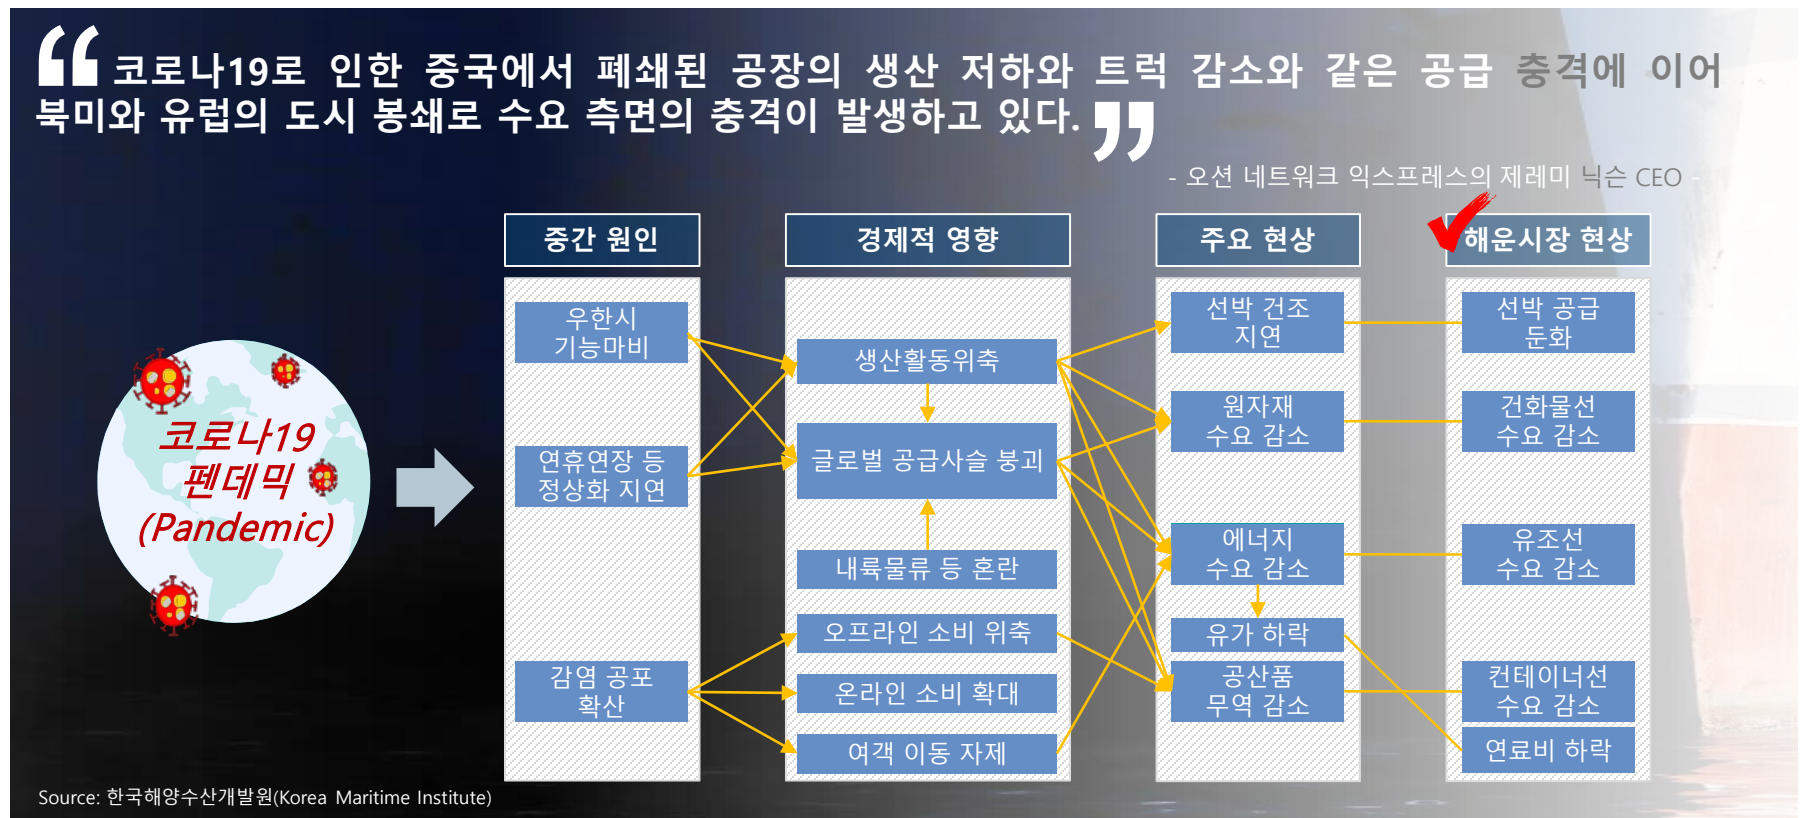 “ 코로나19로 인한 중국에서 폐쇄된 공장의 생산 저하와 트럭 감소와 같은 공급 충격에 이어
북미와 유럽의 도시 봉쇄로 수요 측면의 충격이 발생하고 있다. ”
- 오션 네트워크 익스프레스의 제레미 닉슨 CEO -
중간 원인
경제적 영향
주요 현상
해운시장 현상
코로나19
펜데믹
(Pandemic)
우한시
기능마비
연휴연장 등
정상화 지연
감염 공포
확산
생산활동위축
글로벌 공급사슬 붕괴
내륙물류 등 혼란
오프라인 소비 위축
온라인 소비 확대
여객 이동 자제
선박 건조
지연
원자재
수요 감소
에너지
수요 감소
유가 하락
공산품
무역 감소
선박 공급
둔화
건화물선
수요 감소
유조선
수요 감소
컨테이너선
수요 감소
연료비 하락
Source: 한국해양수산개발원(Korea Maritime Institute)